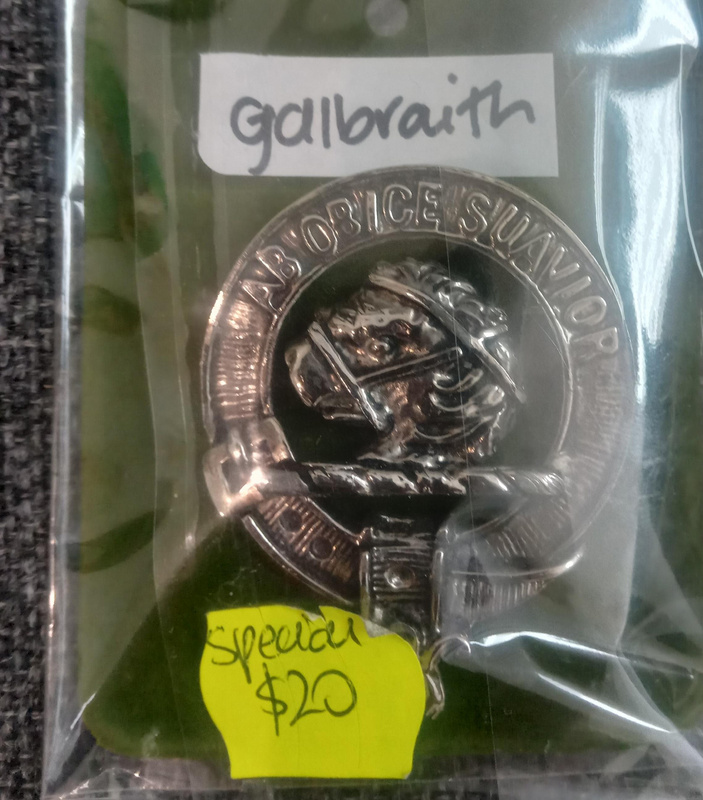 galbraith
AB OBICE SUAVIOR
special
$20